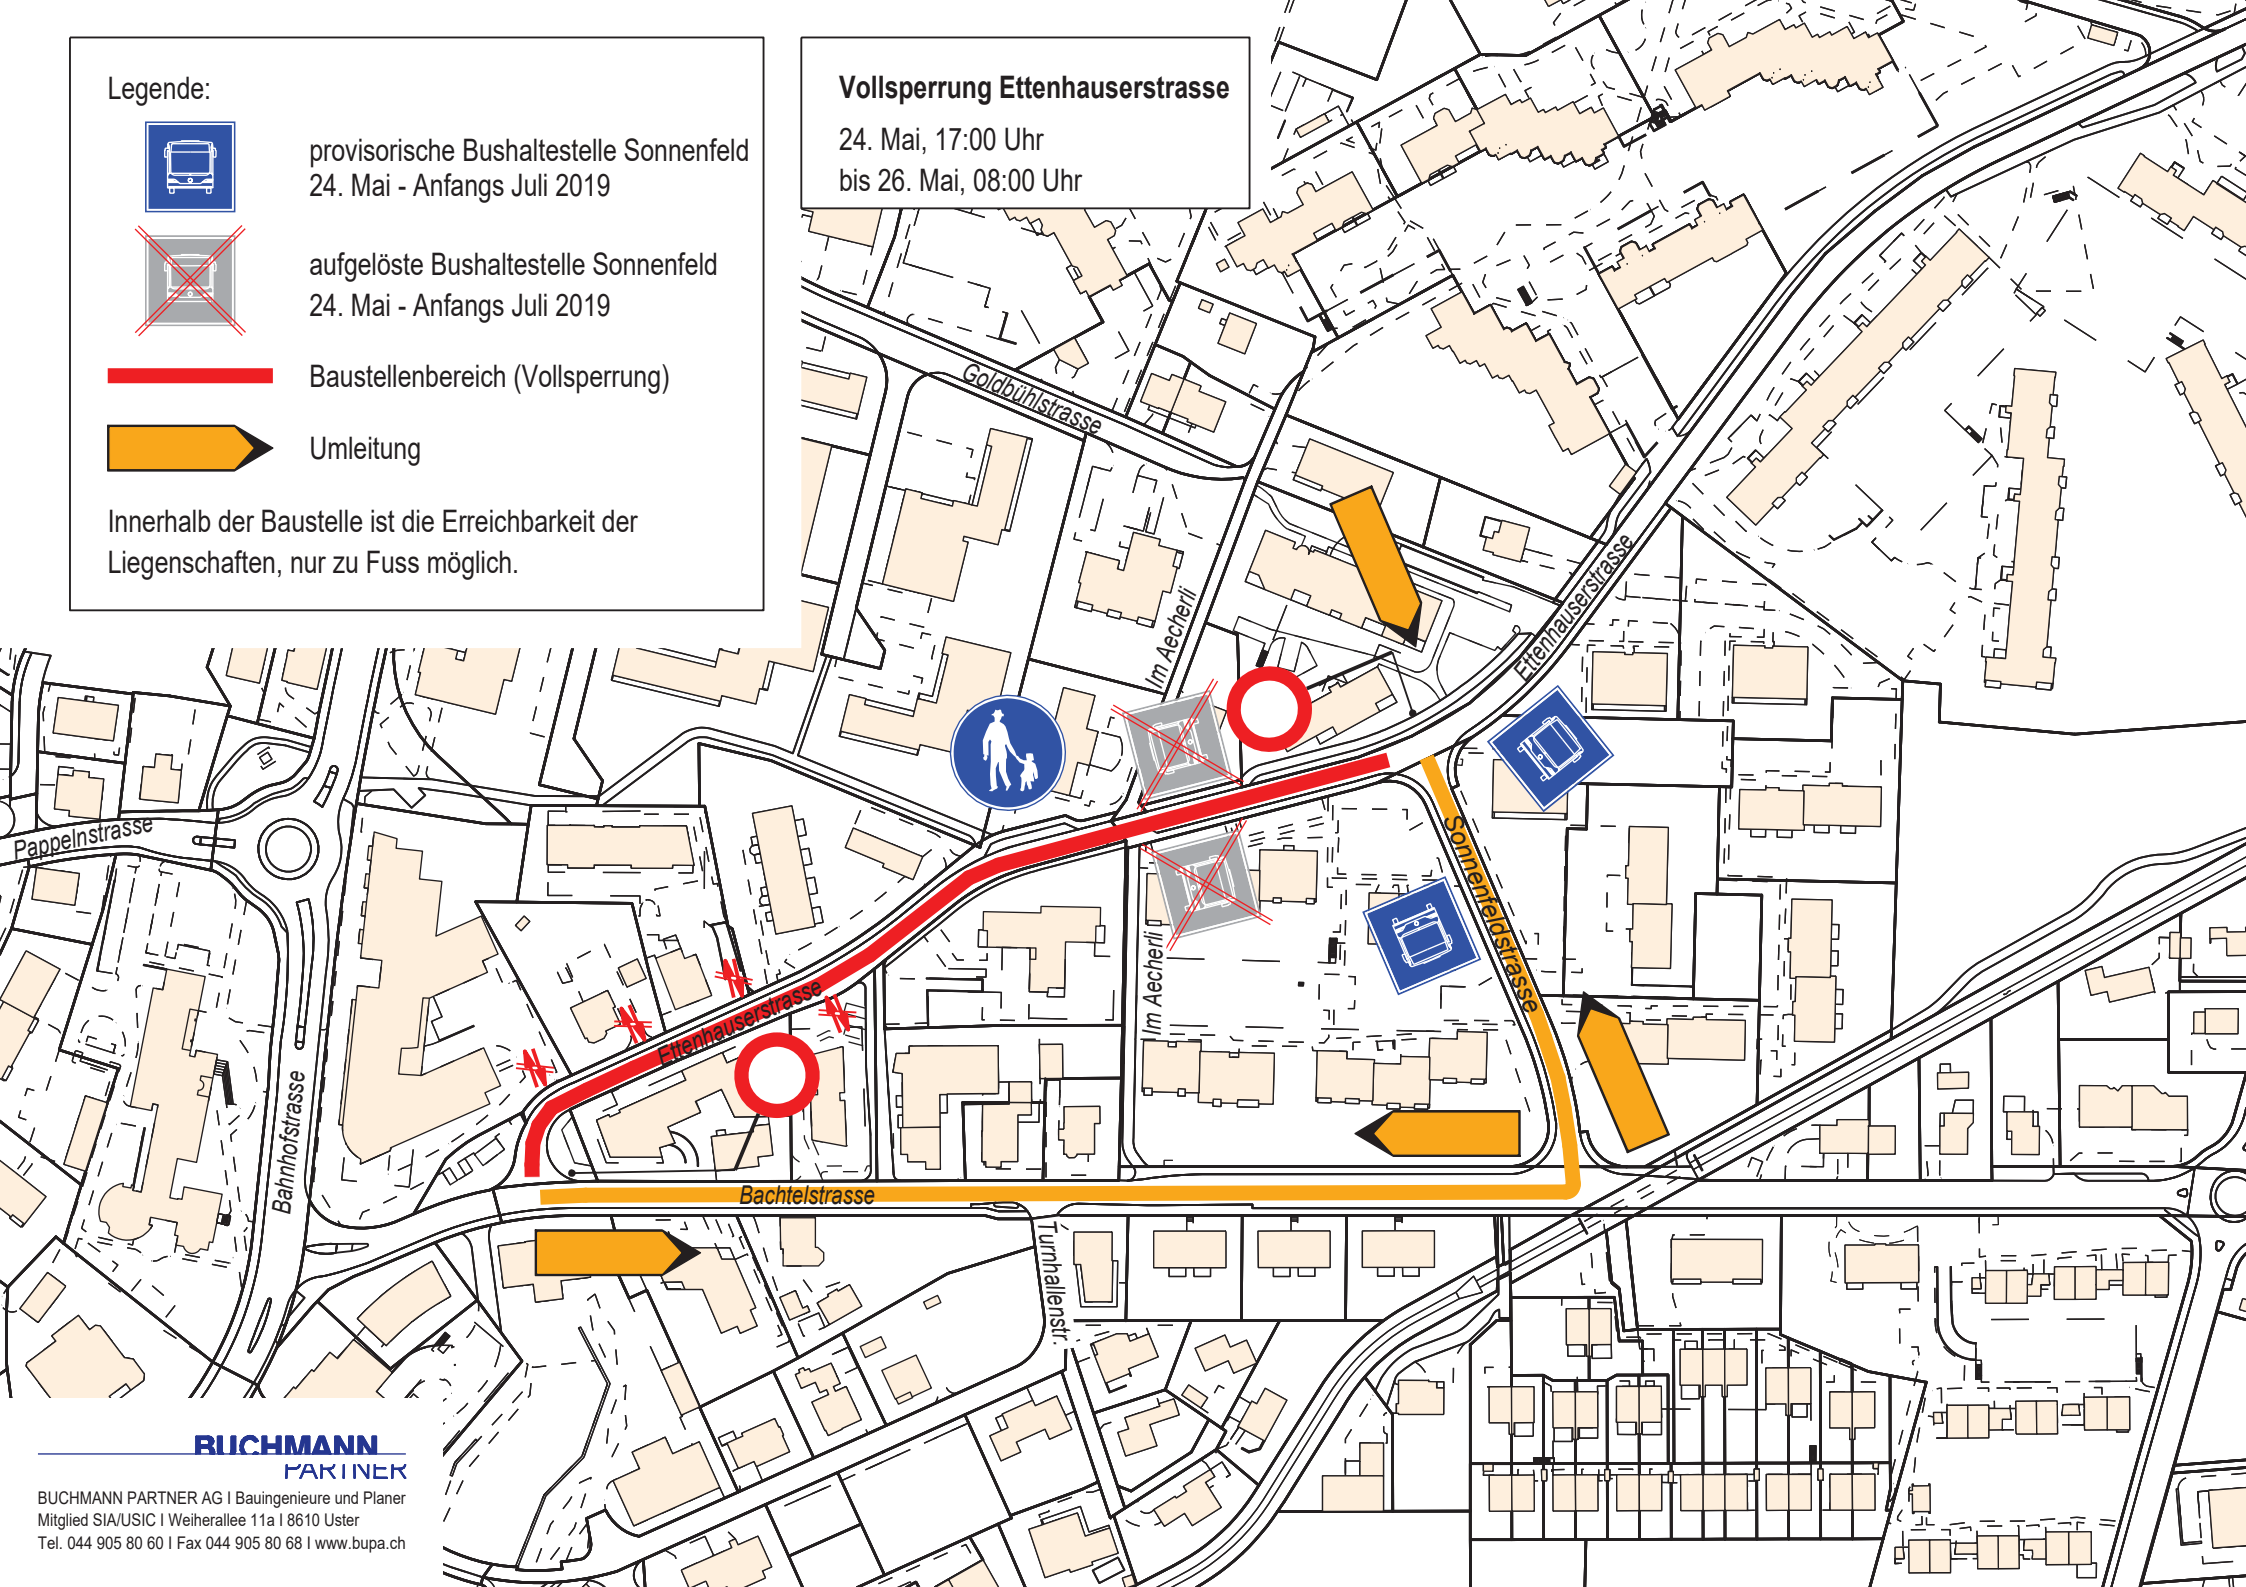 Legende:
provisorische Bushaltestelle Sonnenfeld
24. Mai - Anfangs Juli 2019
aufgelöste Bushaltestelle Sonnenfeld
24. Mai - Anfangs Juli 2019
Baustellenbereich (Vollsperrung)
Umleitung
Innerhalb der Baustelle ist die Erreichbarkeit der
Liegenschaften, nur zu Fuss möglich.
Vollsperrung Ettenhauserstrasse
24. Mai, 17:00 Uhr
bis 26. Mai, 08:00 Uhr
Goldbühlstrasse
Im Aecherli
Ettenhauserstrasse
Pappelnstrasse
Sonnenfeldstrasse
Im Aecherli
Ettenhauserstrasse
Bahnhofstrasse
Bachtelstrasse
Turnhallenstr.
BUCHMANN
PARTNER
BUCHMANN PARTNER AG I Bauingenieure und Planer
Mitglied SIA/USIC I Weiherallee 11a I 8610 Uster
Tel. 044 905 80 60 I Fax 044 905 80 68 I www.bupa.ch